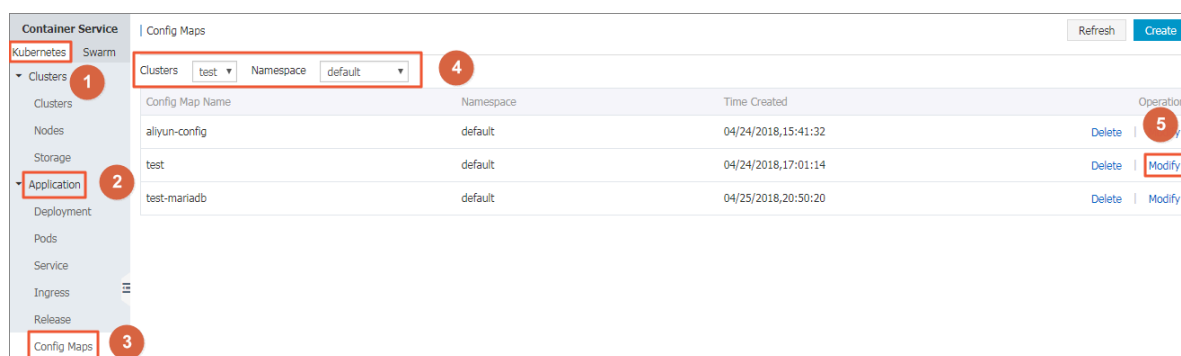 Container Service
Config Maps
Refresh
Create
Kubernetes Swarm
Clusters
1
Clusters test Namespace default
4
Clusters
Config Map Name Namespace Time Created Operation
Nodes
aliyun-config default 04/24/2018,15:41:32 Delete
5
Storage
test default 04/24/2018,17:01:14 Delete Modify
Application
2
test-mariadb default 04/25/2018,20:50:20 Delete Modify
Deployment
Pods
Service
Ingress
Release
Config Maps
3